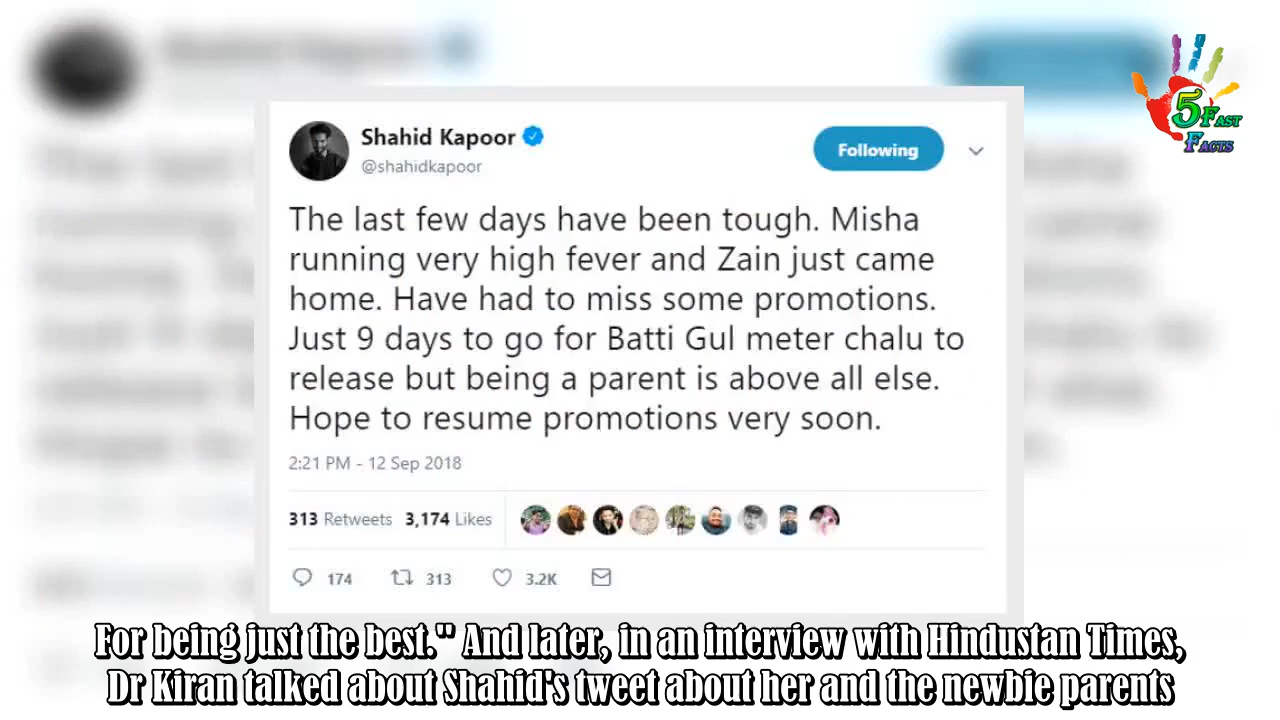 5 Fast
Facts
Shahid Kapoor
Following
@shahidkapoor
The last few days have been tough. Misha
running very high fever and Zain just came
home. Have had to miss some promotions.
Just 9 days to go for Batti Gul meter chalu to
release but being a parent is above all else.
Hope to resume promotions very soon.
2:21 PM - 12 Sep 2018
313 Retweets 3,174 Likes
174 313 3.2K
For being just the best." And later, in an interview with Hindustan Times,
Dr Kiran talked about Shahid's tweet about her and the newbie parents